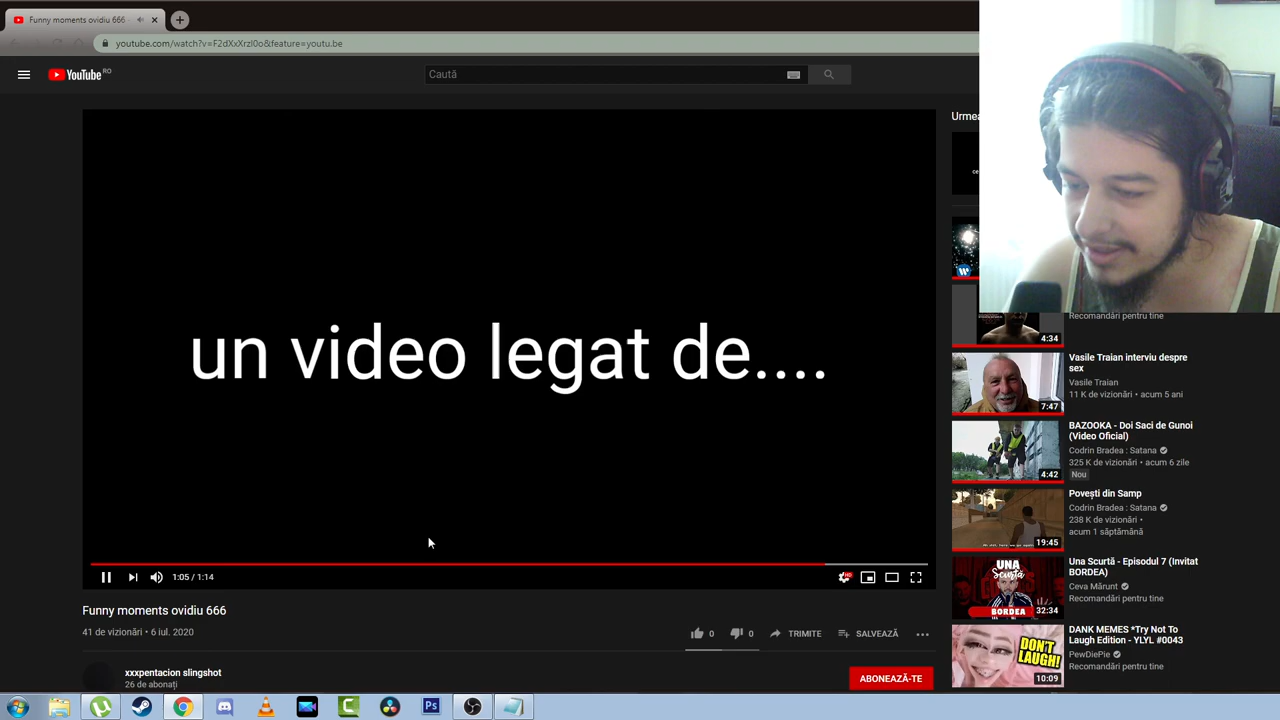 Funny moments ovidiu 666
youtube.com/watch?v=F2dXxXrzI0o&feature=youtu.be
YouTube RO
Caută
un video legat de....
1:05 / 1:14
HD
Funny moments ovidiu 666
41 de vizionări • 6 iul. 2020
0
0
TRIMITE
SALVEAZĂ
xxxpentacion slingshot
26 de abonați
ABONEAZĂ-TE
Recomandări pentru tine
4:34
Vasile Traian interviu despre
sex
Vasile Traian
11 K de vizionări • acum 5 ani
7:47
BAZOOKA - Doi Saci de Gunoi
(Video Oficial)
Codrin Bradea : Satana
325 K de vizionări • acum 6 zile
Nou
4:42
Povești din Samp
Codrin Bradea : Satana
238 K de vizionări •
acum 1 săptămână
19:45
Una Scurtă - Episodul 7 (Invitat
BORDEA)
Ceva Mărunt
Recomandări pentru tine
UNA
Scurtă
BORDEA
32:34
DANK MEMES *Try Not To
Laugh Edition - YLYL #0043
PewDiePie
Recomandări pentru tine
DON'T
LAUGH!
10:09
Ps